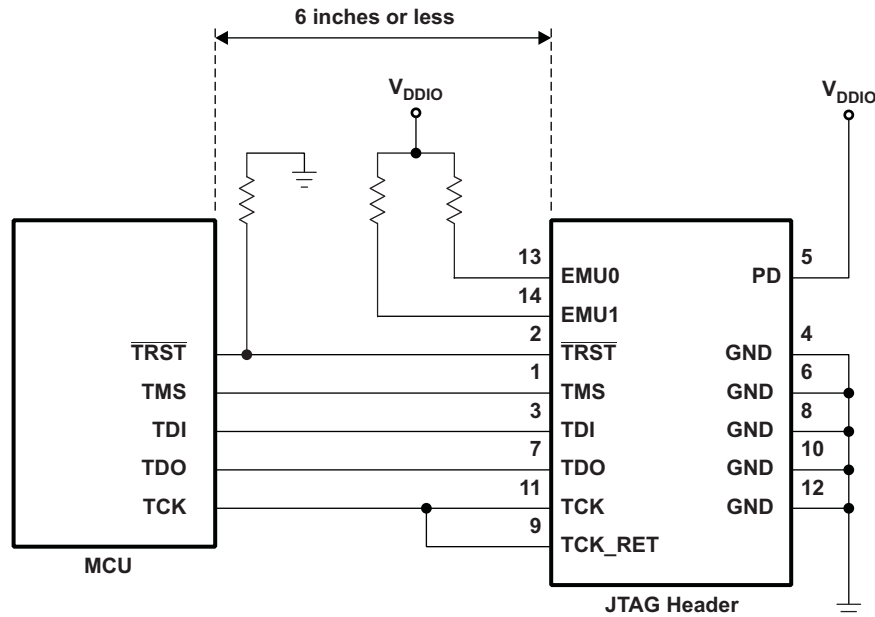 6 inches or less
VDDIO
VDDIO
13
EMU0
PD
5
14
EMU1
TRST
2
TRST
GND
4
TMS
1
TMS
GND
6
TDI
3
TDI
GND
8
TDO
7
TDO
GND
10
TCK
11
TCK
GND
12
9
TCK_RET
MCU
JTAG Header